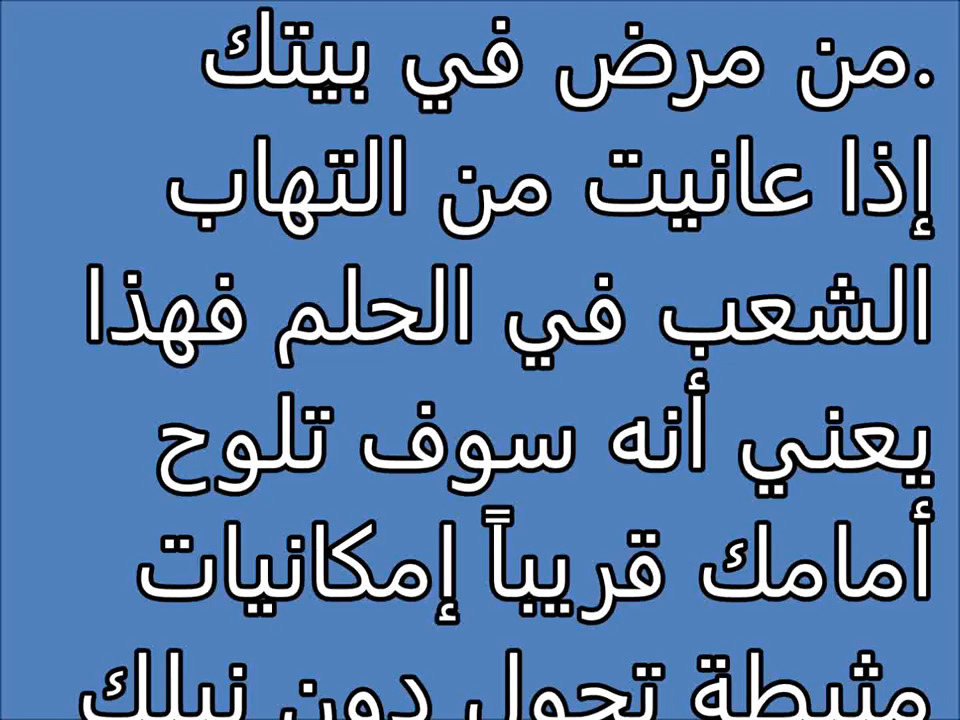 .من مرض في بيتك
إذا عانيت من التهاب
الشعب في الحلم فهذا
يعني أنه سوف تلوح
أمامك قريباً إمكانيات
مثبطة تحول دون نيلك